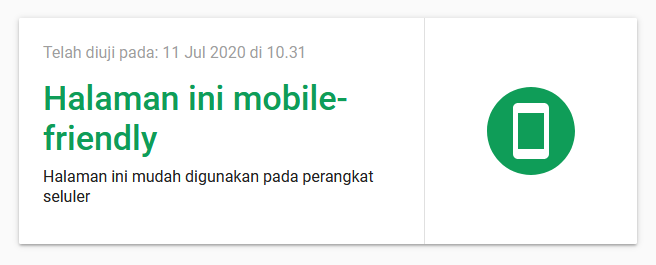 Telah diuji pada: 11 Jul 2020 di 10.31
Halaman ini mobile-
friendly
Halaman ini mudah digunakan pada perangkat
seluler